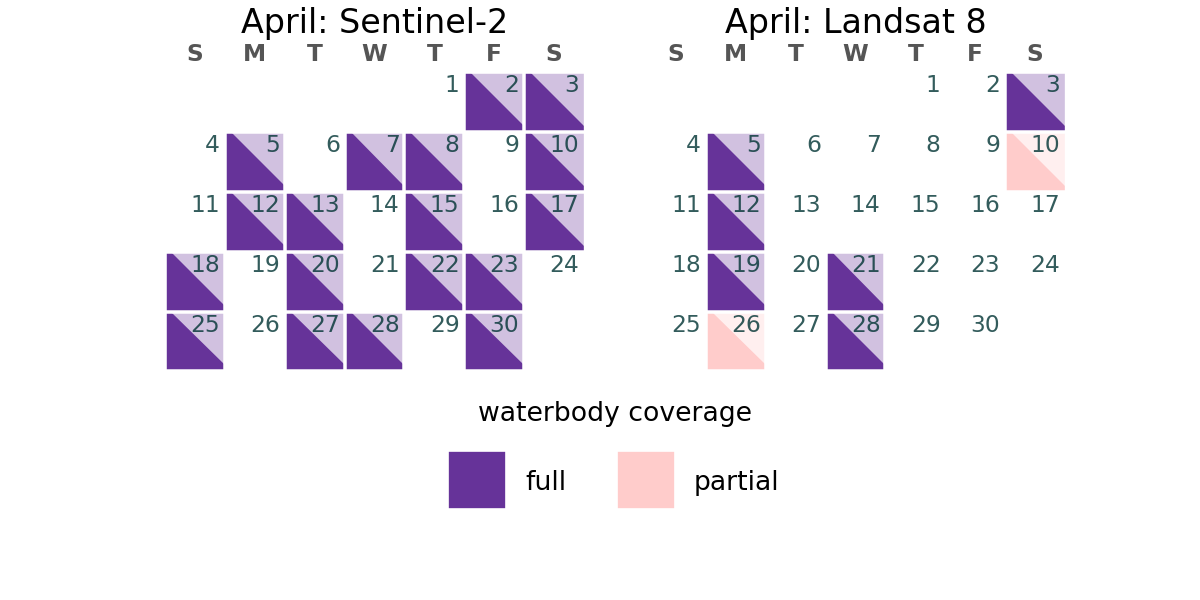 April: Sentinel-2
S M T W T F S
1 2 3
4 5 6 7 8 9 10
11 12 13 14 15 16 17
18 19 20 21 22 23 24
25 26 27 28 29 30
April: Landsat 8
S M T W T F S
1 2 3
4 5 6 7 8 9 10
11 12 13 14 15 16 17
18 19 20 21 22 23 24
25 26 27 28 29 30
waterbody coverage
full
partial